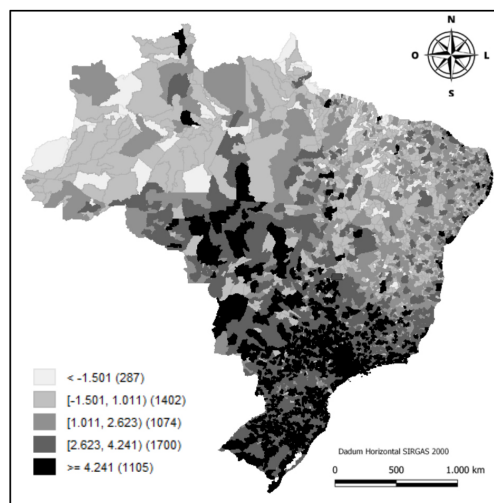 N
O
L
S
< -1.501 (287)
[-1.501, 1.011) (1402)
[1.011, 2.623) (1074)
[2.623, 4.241) (1700)
>= 4.241 (1105)
Dadum Horizontal SIRGAS 2000
0 500 1.000 km